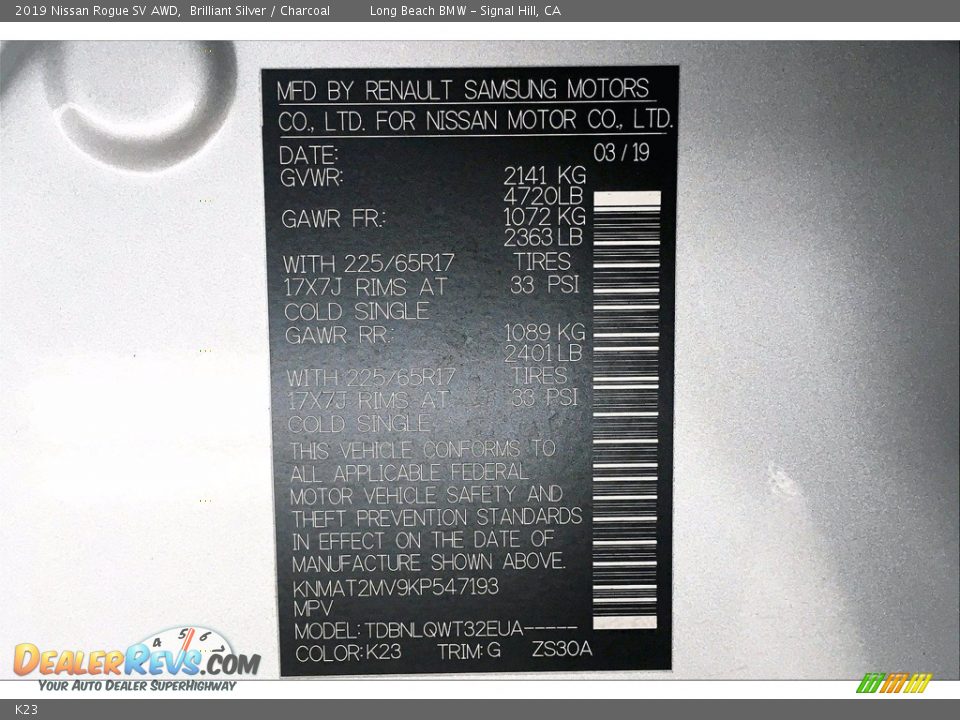 2019 Nissan Rogue SV AWD, Brilliant Silver / Charcoal Long Beach BMW - Signal Hill, CA
MFD BY RENAULT SAMSUNG MOTORS
CO., LTD. FOR NISSAN MOTOR CO., LTD.
DATE: 03 / 19
GVWR: 2141 KG
4720LB
GAWR FR.: 1072 KG
2363 LB
WITH 225/65R17 TIRES
17X7J RIMS AT 33 PSI
COLD SINGLE
GAWR RR.: 1089 KG
2401LB
WITH 225/65R17 TIRES
17X7J RIMS AT 33 PSI
COLD SINGLE
THIS VEHICLE CONFORMS TO
ALL APPLICABLE FEDERAL
MOTOR VEHICLE SAFETY AND
THEFT PREVENTION STANDARDS
IN EFFECT ON THE DATE OF
MANUFACTURE SHOWN ABOVE.
KNMAT2MV9KP547193
MPV
MODEL: TDBNLQWT32EUA-----
COLOR: K23 TRIM: G ZS30A
4 5 6
DEALERREVS.COM
YOUR AUTO DEALER SUPERHIGHWAY
K23